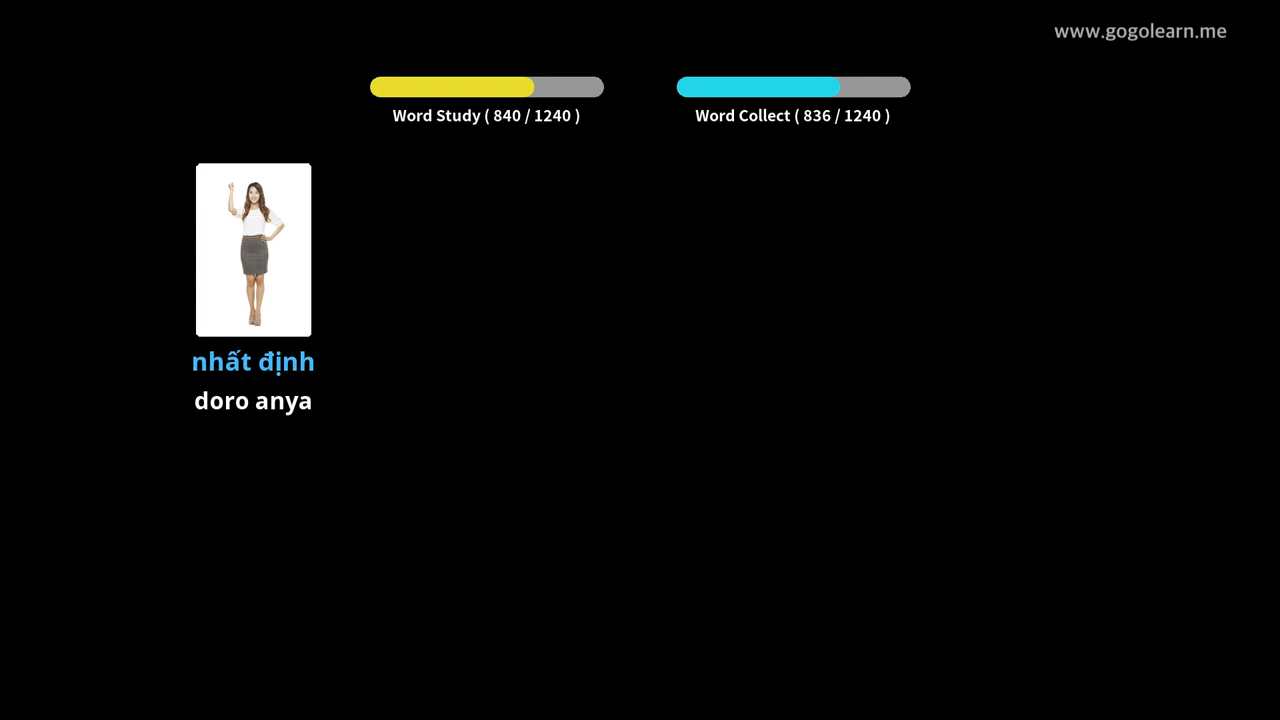 www.gogolearn.me
Word Study ( 840 / 1240 )
Word Collect ( 836 / 1240 )
nhất định
doro anya